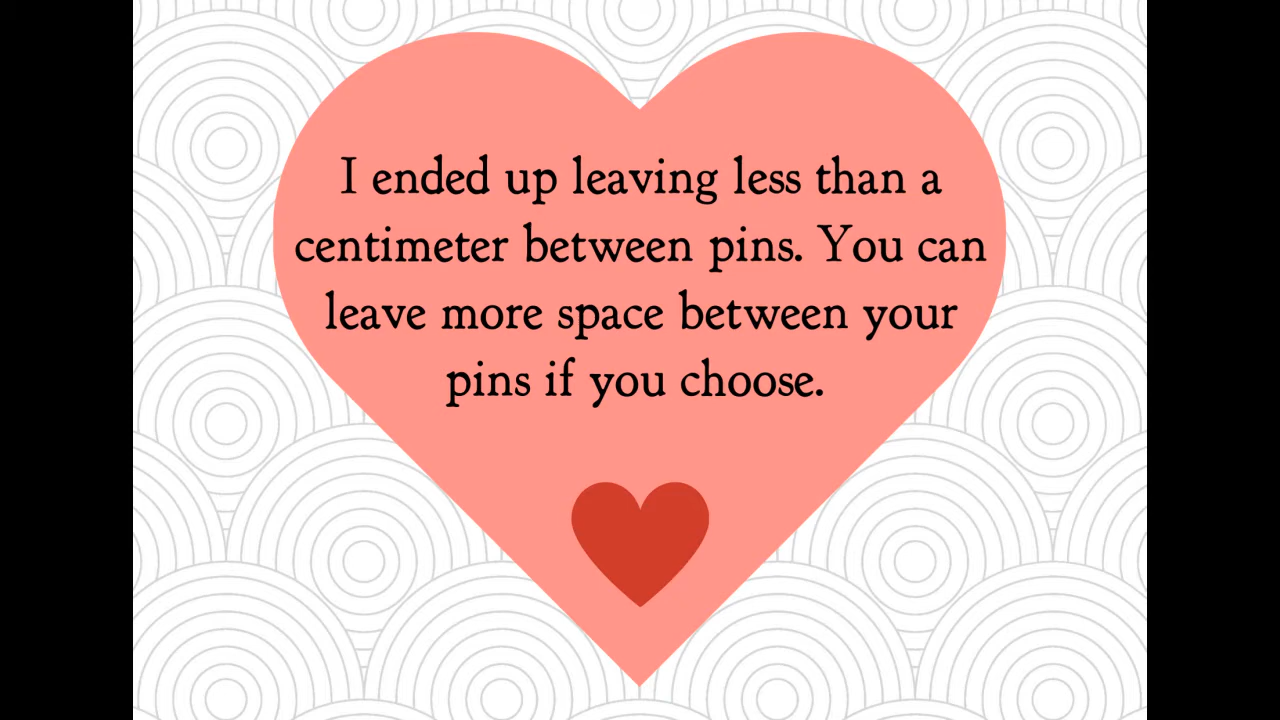 I ended up leaving less than a
centimeter between pins. You can
leave more space between your
pins if you choose.